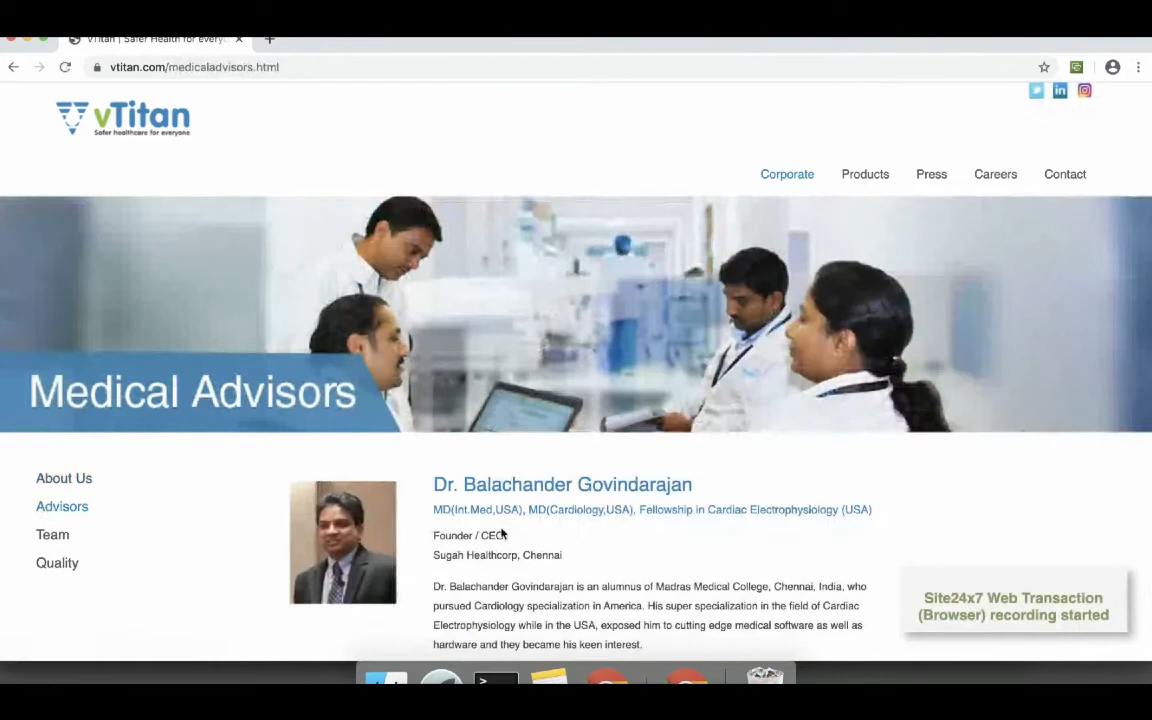 vTitan | Safer Health for every
vtitan.com/medicaladvisors.html
vTitan
Safer healthcare for everyone
Corporate Products Press Careers Contact
Medical Advisors
About Us
Advisors
Team
Quality
Dr. Balachander Govindarajan
MD(Int.Med,USA), MD(Cardiology,USA), Fellowship in Cardiac Electrophysiology (USA)
Founder / CEO
Sugah Healthcorp, Chennai
Dr. Balachander Govindarajan is an alumnus of Madras Medical College, Chennai, India, who
pursued Cardiology specialization in America. His super specialization in the field of Cardiac
Electrophysiology while in the USA, exposed him to cutting edge medical software as well as
hardware and they became his keen interest.
Site24x7 Web Transaction
(Browser) recording started